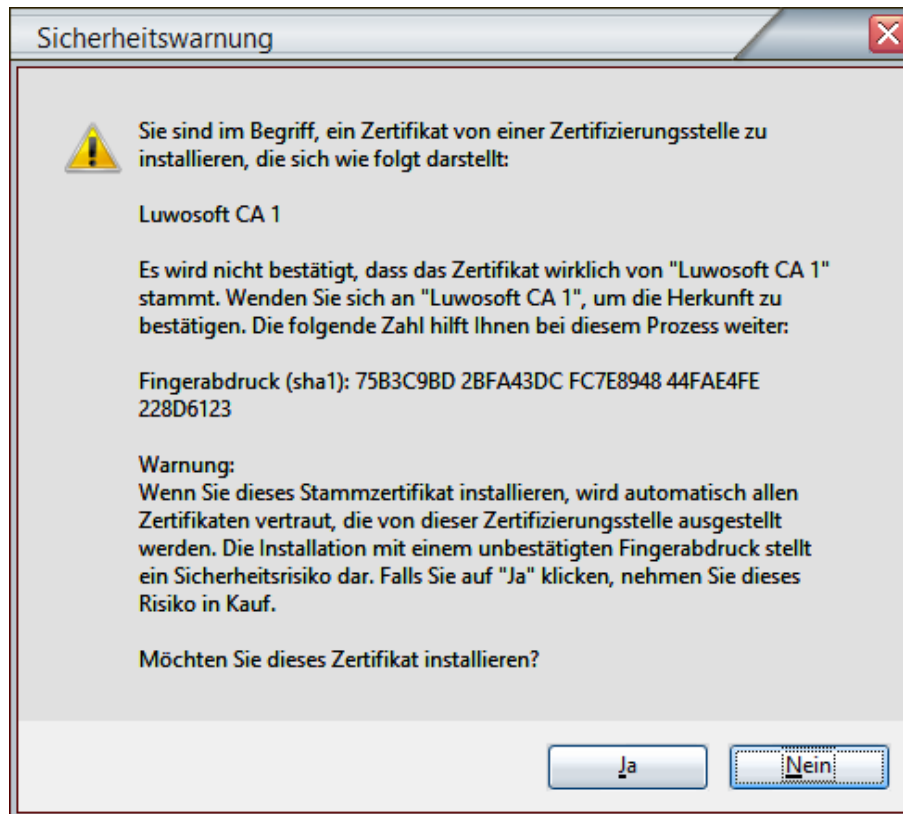 Sicherheitswarnung
Sie sind im Begriff, ein Zertifikat von einer Zertifizierungsstelle zu
installieren, die sich wie folgt darstellt:
Luwosoft CA 1
Es wird nicht bestätigt, dass das Zertifikat wirklich von "Luwosoft CA 1"
stammt. Wenden Sie sich an "Luwosoft CA 1", um die Herkunft zu
bestätigen. Die folgende Zahl hilft Ihnen bei diesem Prozess weiter:
Fingerabdruck (sha1): 75B3C9BD 2BFA43DC FC7E8948 44FAE4FE
228D6123
Warnung:
Wenn Sie dieses Stammzertifikat installieren, wird automatisch allen
Zertifikaten vertraut, die von dieser Zertifizierungsstelle ausgestellt
werden. Die Installation mit einem unbestätigten Fingerabdruck stellt
ein Sicherheitsrisiko dar. Falls Sie auf "Ja" klicken, nehmen Sie dieses
Risiko in Kauf.
Möchten Sie dieses Zertifikat installieren?
Ja
Nein